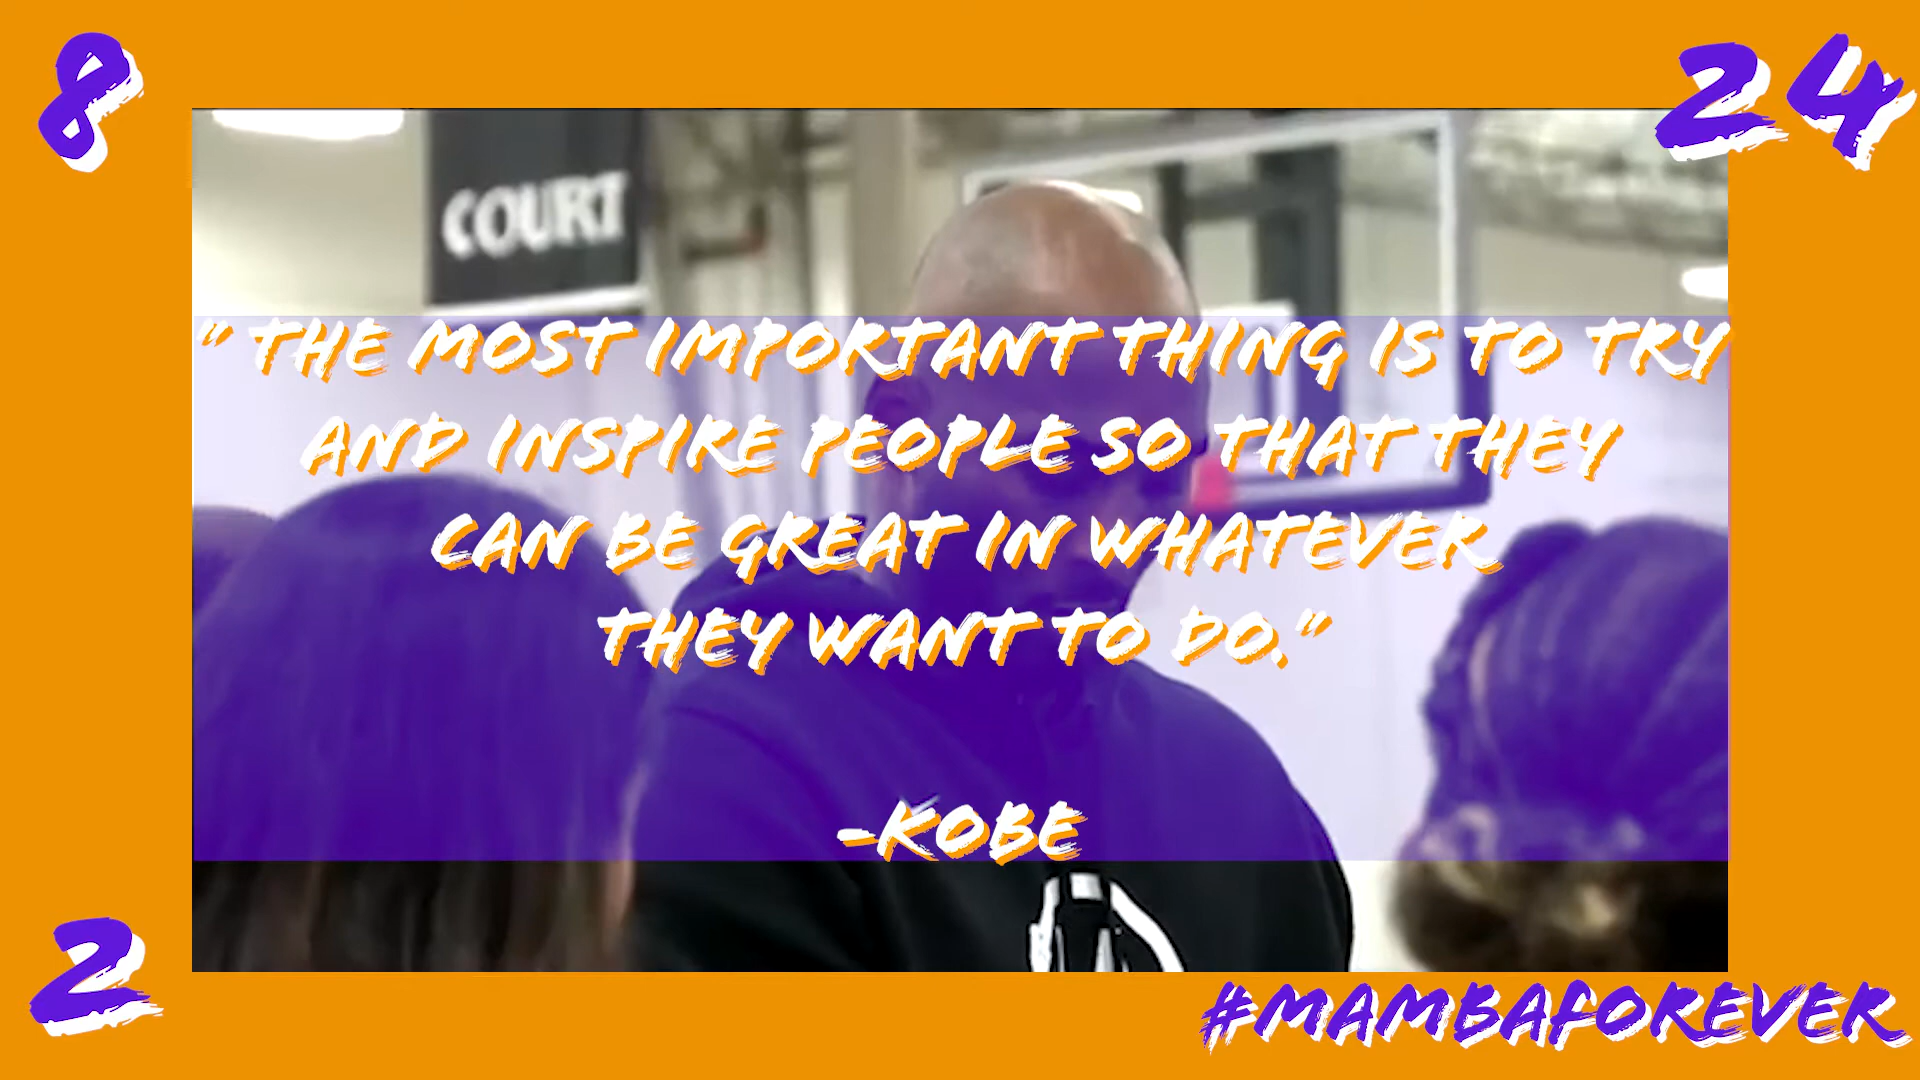 8
24
COURT
" THE MOST IMPORTANT THING IS TO TRY
AND INSPIRE PEOPLE SO THAT THEY
CAN BE GREAT IN WHATEVER
THEY WANT TO DO."
-KOBE
2
#MAMBAFOREVER